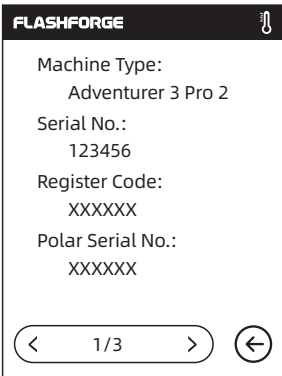 FLASHFORGE
Machine Type:
Adventurer 3 Pro 2
Serial No.:
123456
Register Code:
XXXXXX
Polar Serial No.:
XXXXXX
1/3